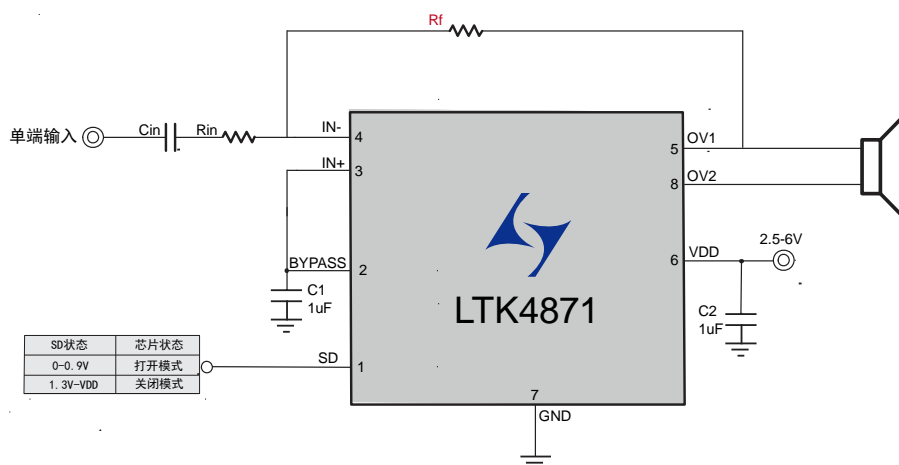 Rf
单端输入
Cin
Rin
IN-
4
IN+
3
5
OV1
8
OV2
BYPASS
2
C1
1uF
6
VDD
2.5-6V
C2
1uF
LTK4871
SD状态 芯片状态
0-0.9V 打开模式
1.3V-VDD 关闭模式
SD
1
7
GND